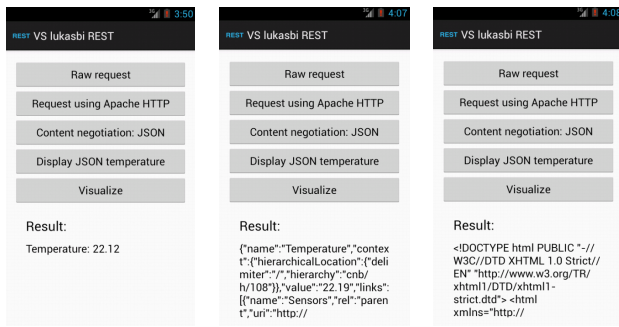 3G 3:50
REST VS lukasbi REST
Raw request
Request using Apache HTTP
Content negotiation: JSON
Display JSON temperature
Visualize
Result:
Temperature: 22.12
3G 4:07
REST VS lukasbi REST
Raw request
Request using Apache HTTP
Content negotiation: JSON
Display JSON temperature
Visualize
Result:
{"name":"Temperature","contex
t":{"hierarchicalLocation":{"deli
miter":"/","hierarchy":"cnb/
h/108"}},"value":"22.19","links":
[{"name":"Sensors","rel":"paren
t","uri":"http://
3G 4:08
REST VS lukasbi REST
Raw request
Request using Apache HTTP
Content negotiation: JSON
Display JSON temperature
Visualize
Result:
<!DOCTYPE html PUBLIC "-//
W3C//DTD XHTML 1.0 Strict//
EN" "http://www.w3.org/TR/
xhtml1/DTD/xhtml1-
strict.dtd"> <html
xmlns="http://